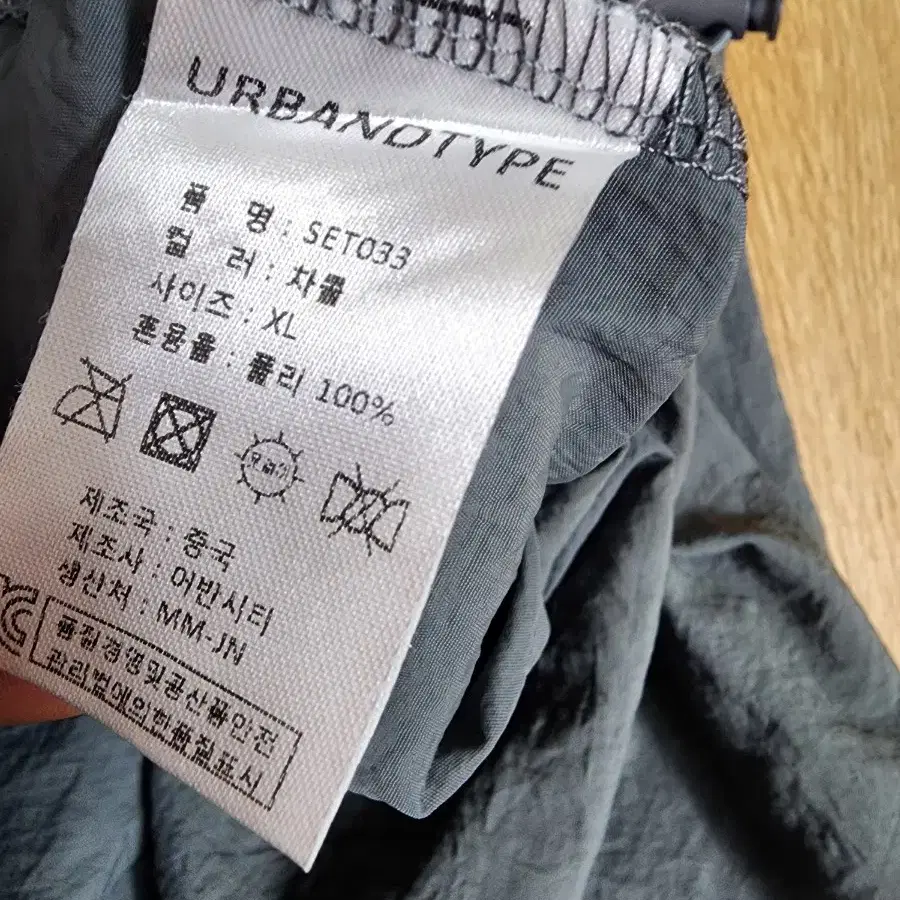 URBANDTYPE
품 명 : SET033
컬 러 : 차콜
사이즈 : XL
혼용율 : 폴리 100%
제조국 : 중국
제조사 : 어반시티
생산처 : MM-JN
품질경영및공산품안전
관리법에의한품질표시